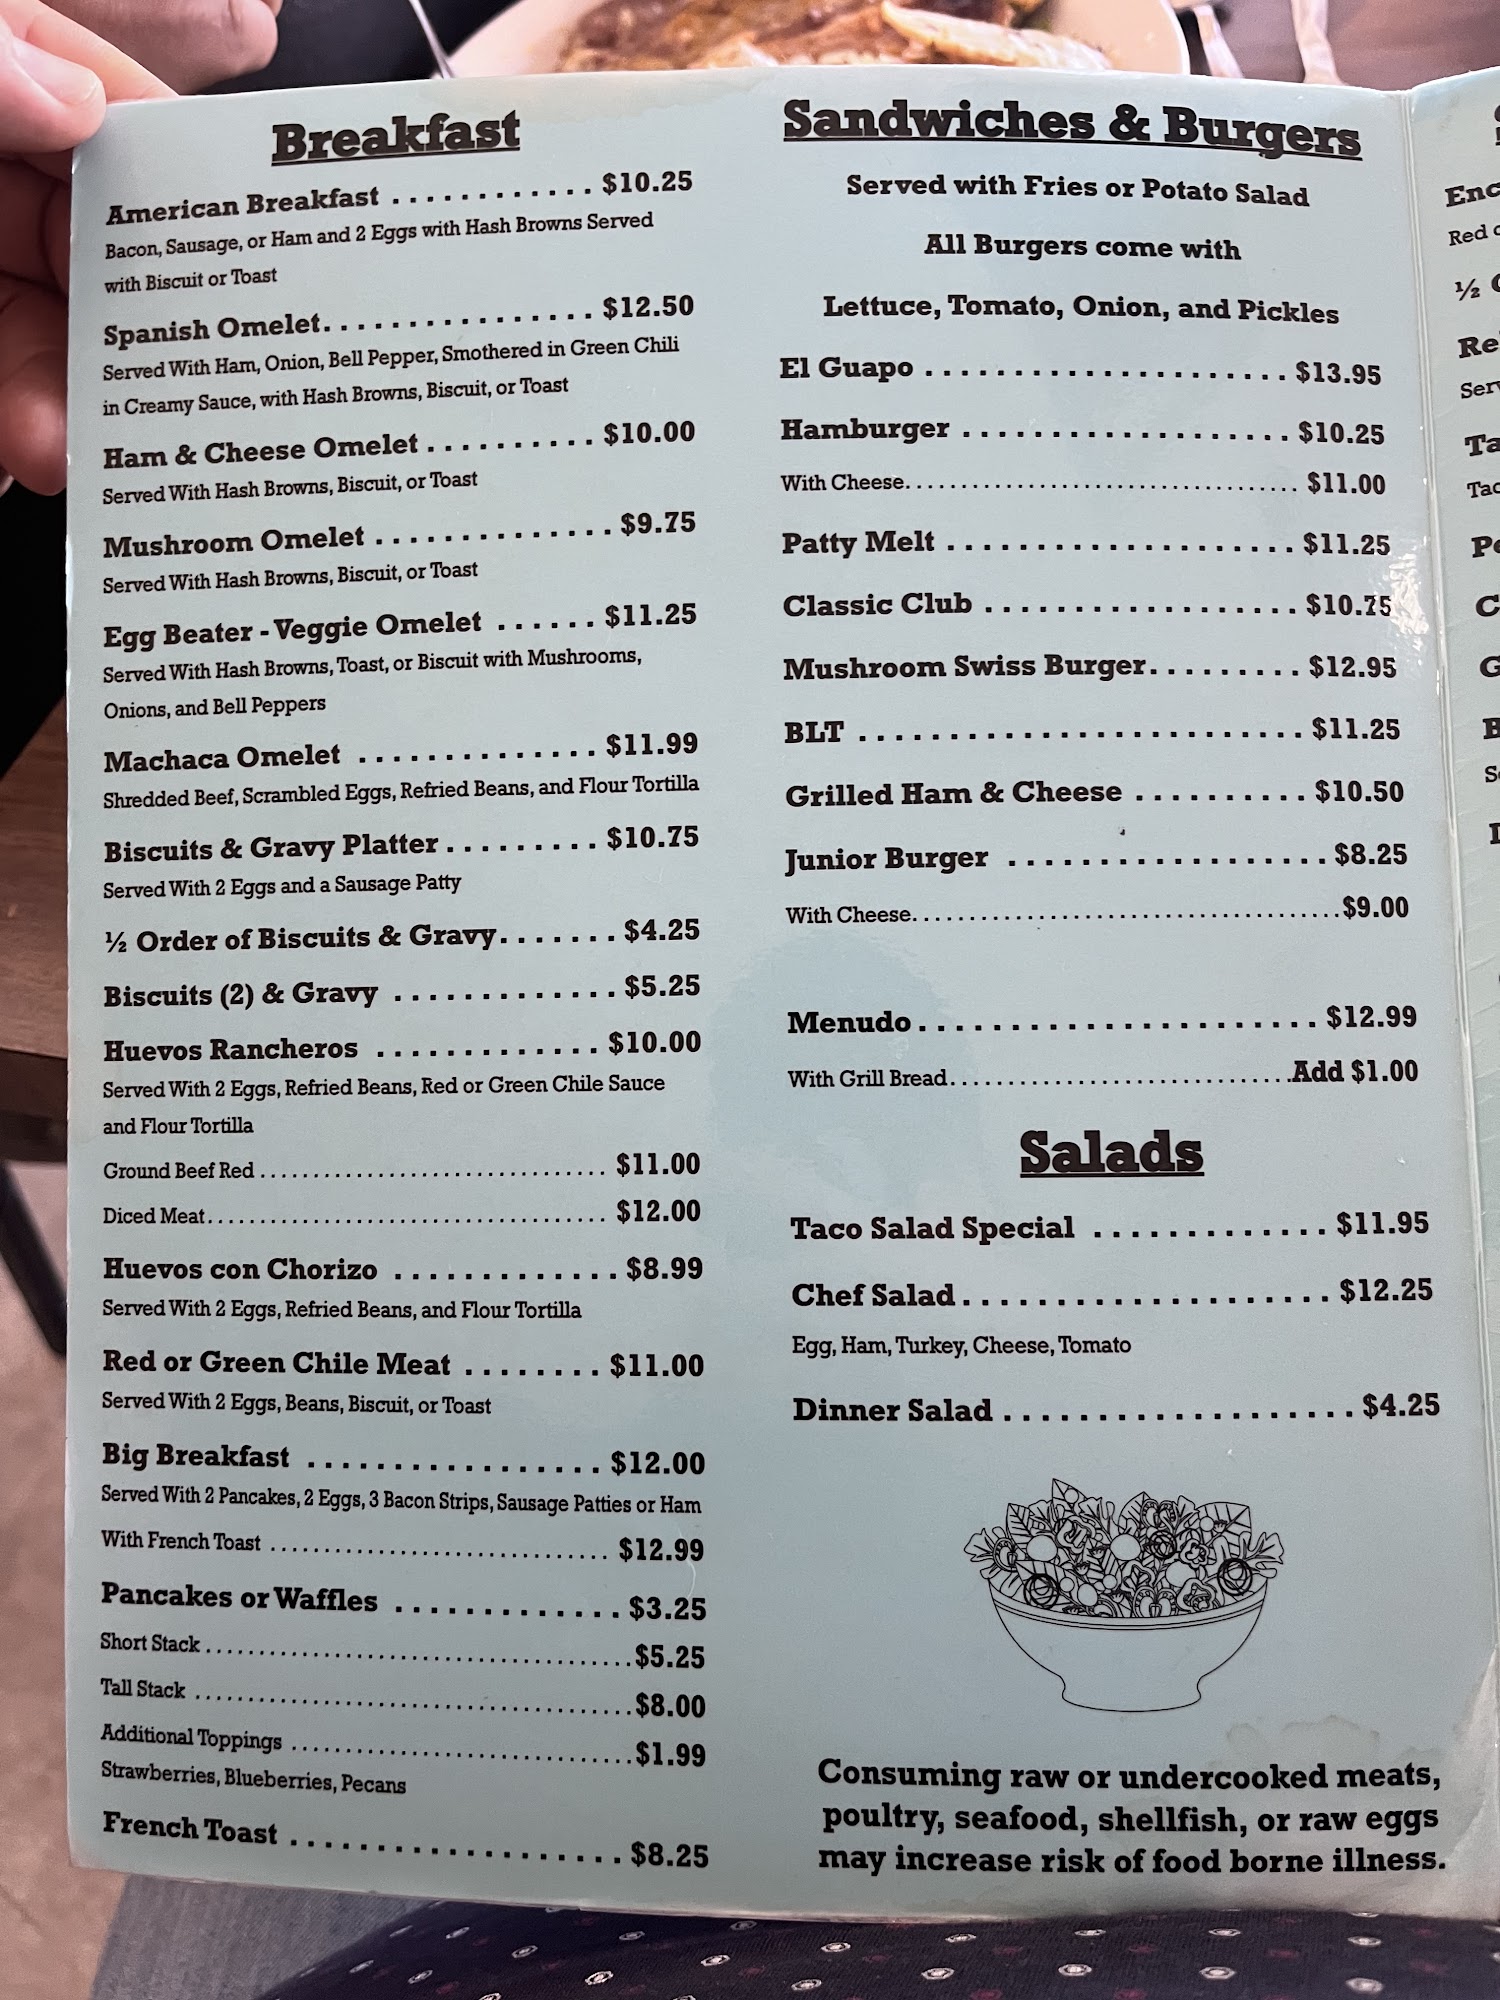 Breakfast
American Breakfast . . . . . . . . . . . . $10.25
Bacon, Sausage, or Ham and 2 Eggs with Hash Browns Served
with Biscuit or Toast
Spanish Omelet. . . . . . . . . . . . . . . . $12.50
Served With Ham, Onion, Bell Pepper, Smothered in Green Chili
in Creamy Sauce, with Hash Browns, Biscuit, or Toast
Ham & Cheese Omelet . . . . . . . . . . $10.00
Served With Hash Browns, Biscuit, or Toast
Mushroom Omelet . . . . . . . . . . . . . . $9.75
Served With Hash Browns, Biscuit, or Toast
Egg Beater - Veggie Omelet . . . . . . $11.25
Served With Hash Browns, Toast, or Biscuit with Mushrooms,
Onions, and Bell Peppers
Machaca Omelet . . . . . . . . . . . . . . $11.99
Shredded Beef, Scrambled Eggs, Refried Beans, and Flour Tortilla
Biscuits & Gravy Platter . . . . . . . . . $10.75
Served With 2 Eggs and a Sausage Patty
½ Order of Biscuits & Gravy. . . . . . . $4.25
Biscuits (2) & Gravy . . . . . . . . . . . . . $5.25
Huevos Rancheros . . . . . . . . . . . . . $10.00
Served With 2 Eggs, Refried Beans, Red or Green Chile Sauce
and Flour Tortilla
Ground Beef Red . . . . . . . . . . . . . . . . . . . . $11.00
Diced Meat. . . . . . . . . . . . . . . . . . . . . . . . $12.00
Huevos con Chorizo . . . . . . . . . . . . . $8.99
Served With 2 Eggs, Refried Beans, and Flour Tortilla
Red or Green Chile Meat . . . . . . . . $11.00
Served With 2 Eggs, Beans, Biscuit, or Toast
Big Breakfast . . . . . . . . . . . . . . . . . $12.00
Served With 2 Pancakes, 2 Eggs, 3 Bacon Strips, Sausage Patties or Ham
With French Toast . . . . . . . . . . . . . . . . . . . $12.99
Pancakes or Waffles . . . . . . . . . . . . . $3.25
Short Stack . . . . . . . . . . . . . . . . . . . . . . . . $5.25
Tall Stack . . . . . . . . . . . . . . . . . . . . . . . . . $8.00
Additional Toppings . . . . . . . . . . . . . . . . . . . $1.99
Strawberries, Blueberries, Pecans
French Toast . . . . . . . . . . . . . . . . . . . $8.25
Sandwiches & Burgers
Served with Fries or Potato Salad
All Burgers come with
Lettuce, Tomato, Onion, and Pickles
El Guapo . . . . . . . . . . . . . . . . . . . . . $13.95
Hamburger . . . . . . . . . . . . . . . . . . . $10.25
With Cheese. . . . . . . . . . . . . . . . . . . . . . . . $11.00
Patty Melt . . . . . . . . . . . . . . . . . . . . $11.25
Classic Club . . . . . . . . . . . . . . . . . . $10.75
Mushroom Swiss Burger. . . . . . . . . $12.95
BLT . . . . . . . . . . . . . . . . . . . . . . . . . $11.25
Grilled Ham & Cheese . . . . . . . . . . $10.50
Junior Burger . . . . . . . . . . . . . . . . . . $8.25
With Cheese. . . . . . . . . . . . . . . . . . . . . . . . . $9.00
Menudo. . . . . . . . . . . . . . . . . . . . . . $12.99
With Grill Bread. . . . . . . . . . . . . . . . . . . . .Add $1.00
Salads
Taco Salad Special . . . . . . . . . . . . . $11.95
Chef Salad . . . . . . . . . . . . . . . . . . . . $12.25
Egg, Ham, Turkey, Cheese, Tomato
Dinner Salad . . . . . . . . . . . . . . . . . . . $4.25
Consuming raw or undercooked meats,
poultry, seafood, shellfish, or raw eggs
may increase risk of food borne illness.
½